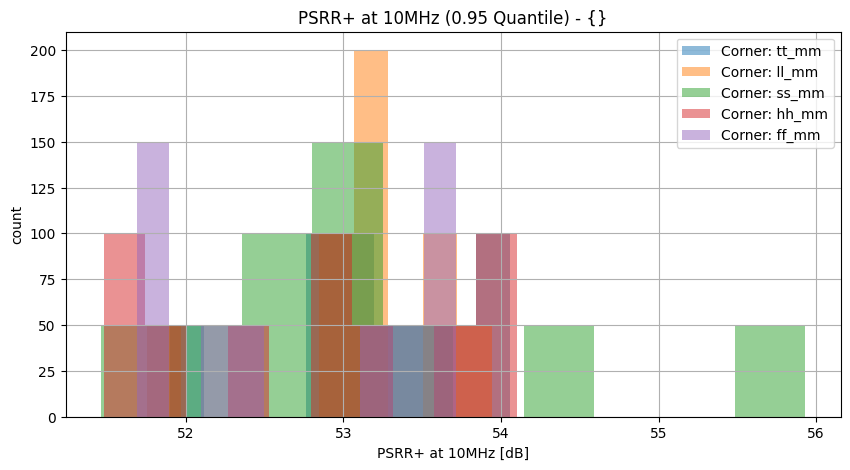 PSRR+ at 10MHz (0.95 Quantile) - {}
200
175
150
125
100
75
50
25
0
count
52
53
54
55
56
PSRR+ at 10MHz [dB]
Corner: tt_mm
Corner: ll_mm
Corner: ss_mm
Corner: hh_mm
Corner: ff_mm